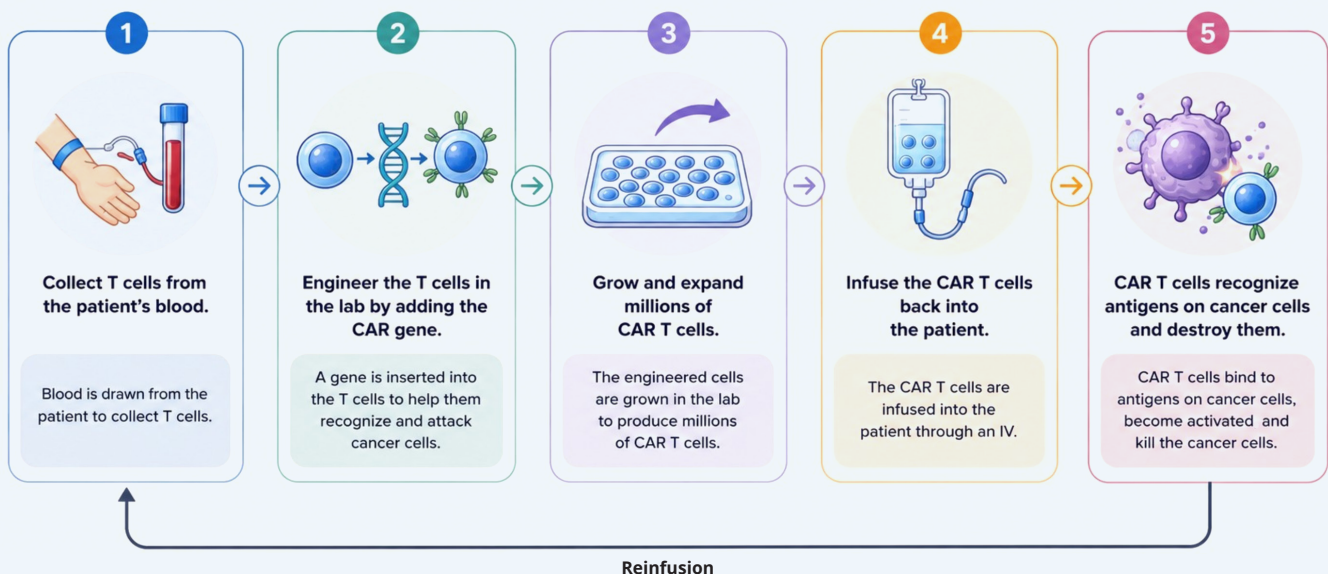 1
2
3
4
5
Collect T cells from
the patient's blood.
Blood is drawn from the
patient to collect T cells.
Engineer the T cells in
the lab by adding the
CAR gene.
A gene is inserted into
the T cells to help them
recognize and attack
cancer cells.
Grow and expand
millions of
CAR T cells.
The engineered cells
are grown in the lab
to produce millions
of CAR T cells.
Infuse the CAR T cells
back into
the patient.
The CAR T cells are
infused into the
patient through an IV.
CAR T cells recognize
antigens on cancer cells
and destroy them.
CAR T cells bind to
antigens on cancer cells,
become activated and
kill the cancer cells.
Reinfusion